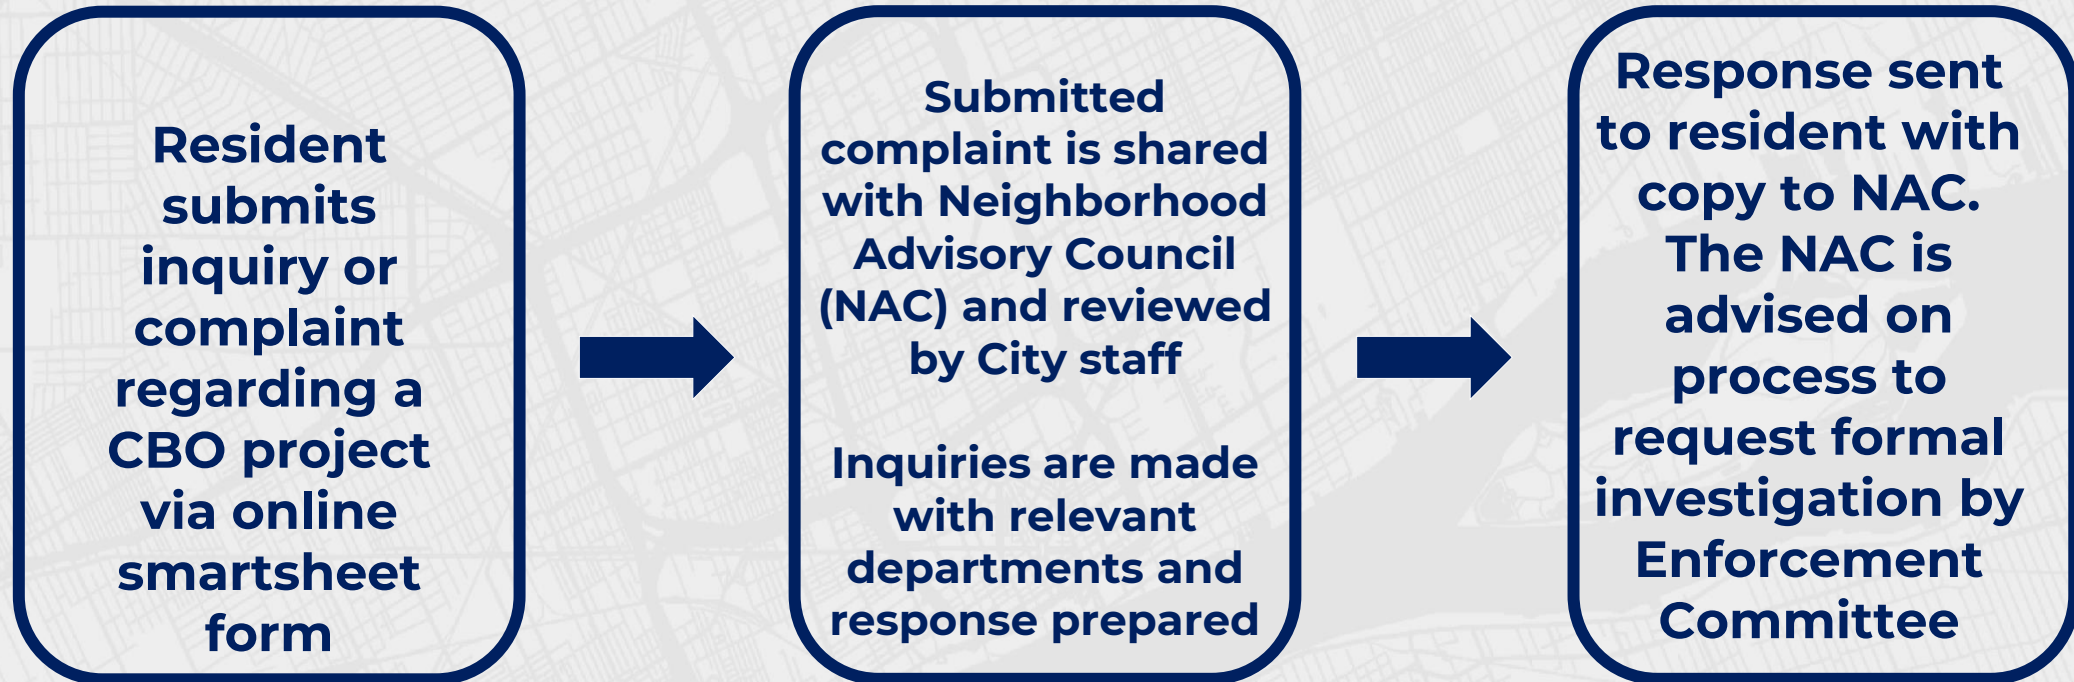 Resident
submits
inquiry or
complaint
regarding a
CBO project
via online
smartsheet
form
Submitted
complaint is shared
with Neighborhood
Advisory Council
(NAC) and reviewed
by City staff
Inquiries are made
with relevant
departments and
response prepared
Response sent
to resident with
copy to NAC.
The NAC is
advised on
process to
request formal
investigation by
Enforcement
Committee